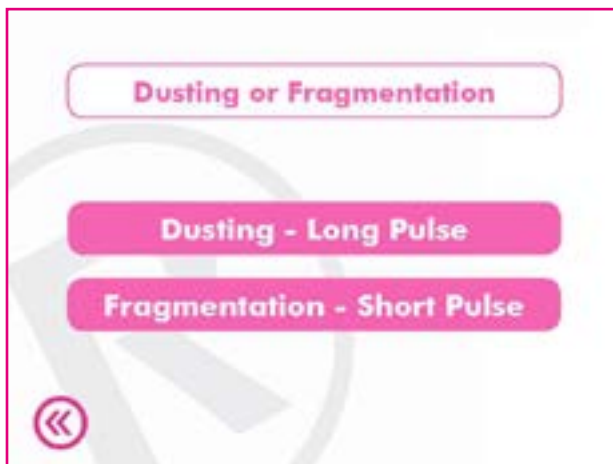 Dusting or Fragmentation
Dusting - Long Pulse
Fragmentation - Short Pulse